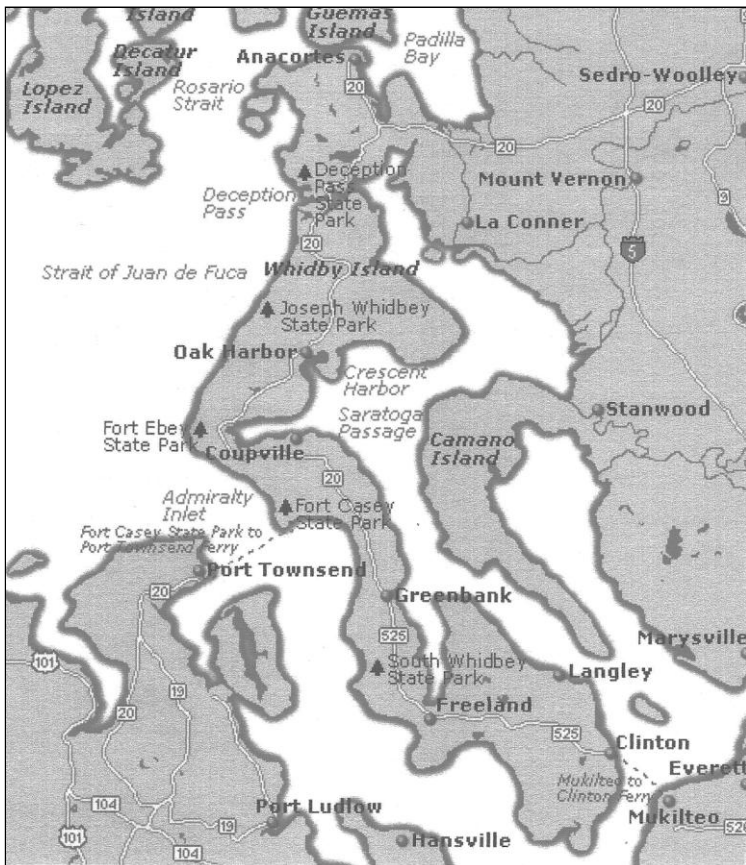 Island
Guemas
Island
Decatur
Island
Anacortes
Padilla
Bay
Lopez
Island
Rosario
Strait
Sedro-Woolley
20
20
20
Deception
Pass
State
Park
Mount Vernon
9
Deception
Pass
La Conner
20
5
Strait of Juan de Fuca
Whidby Island
Joseph Whidbey
State Park
Oak Harbor
Crescent
Harbor
Saratoga
Passage
Stanwood
Fort Ebey
State Park
Coupville
Camano
Island
20
Admiralty
Inlet
Fort Casey
State Park
Fort Casey State Park to
Port Townsend Ferry
Port Townsend
20
Greenbank
525
Marysville
101
South Whidbey
State Park
Langley
19
20
Freeland
525
Clinton
Everett
Mukilteo to
Clinton Ferry
104
Port Ludlow
Mukilteo
101
19
526
104
Hansville